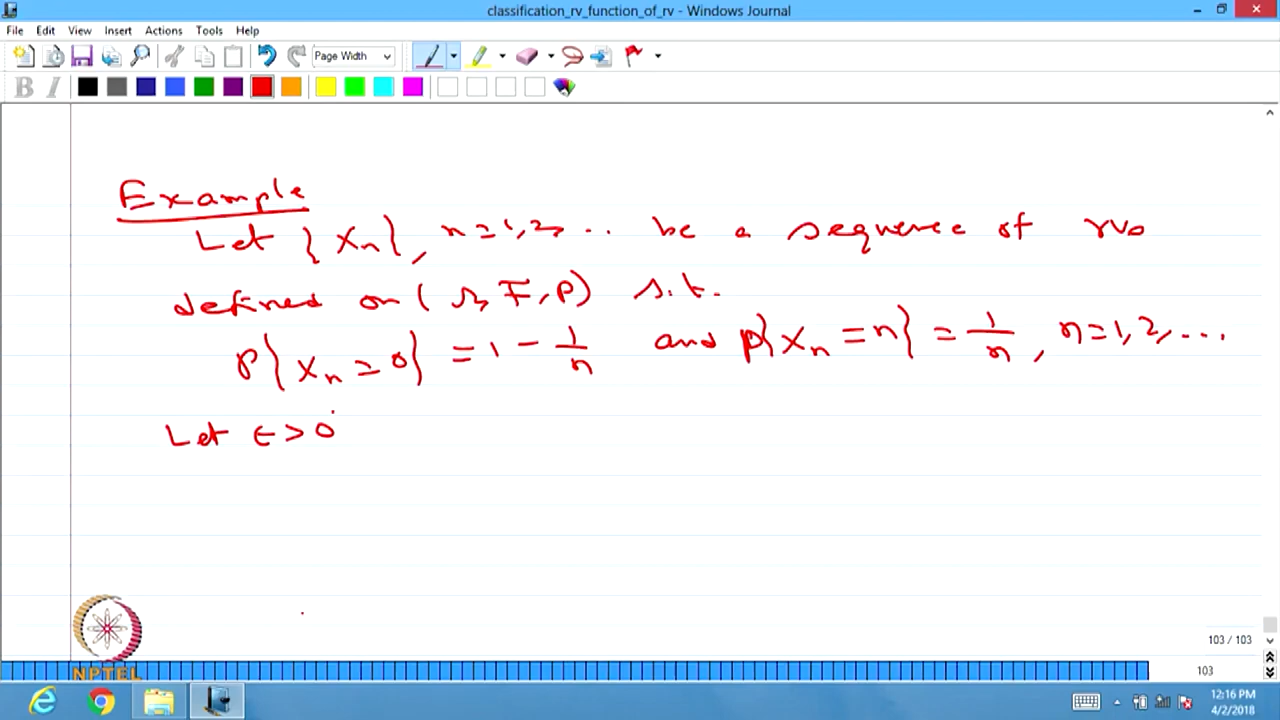 classification_rv_function_of_rv - Windows Journal
File Edit View Insert Actions Tools Help
Page Width
B I
Example
Let {Xn}, n=1,2, ... be a sequence of rvs
defined on (Ω, F, P) s.t.
P{Xn = 0} = 1 - 1/n and P{Xn = n} = 1/n, n=1,2, ...
Let ε > 0
103 / 103
NPTEL
103
12:16 PM
4/2/2018